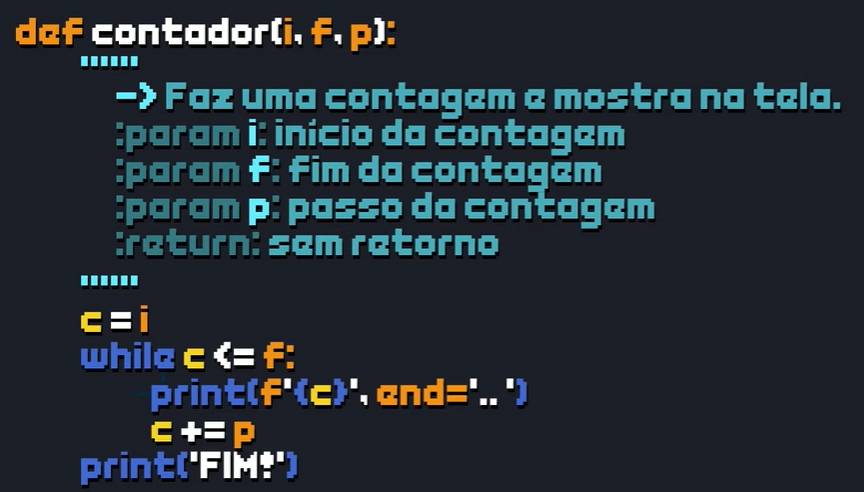 def contador(i, f, p):
    """
        -> Faz uma contagem e mostra na tela.
        :param i: início da contagem
        :param f: fim da contagem
        :param p: passo da contagem
        :return: sem retorno
    """
    c = i
    while c <= f:
        print(f'{c}', end='.. ')
        c += p
    print('FIM!')